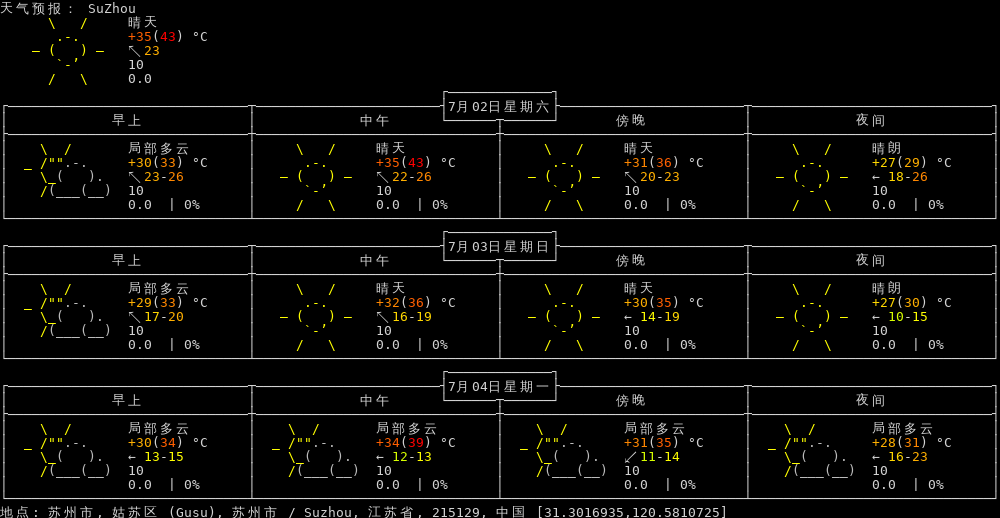 天气预报： SuZhou
晴天
+35(43) °C
↖ 23
10
0.0
7月02日星期六
早上 中午 傍晚 夜间
局部多云 晴天 晴天 晴朗
+30(33) °C +35(43) °C +31(36) °C +27(29) °C
↖ 23-26 ↖ 22-26 ↖ 20-23 ← 18-26
10 10 10 10
0.0 | 0% 0.0 | 0% 0.0 | 0% 0.0 | 0%
7月03日星期日
早上 中午 傍晚 夜间
局部多云 晴天 晴天 晴朗
+29(33) °C +32(36) °C +30(35) °C +27(30) °C
↖ 17-20 ↖ 16-19 ← 14-19 ← 10-15
10 10 10 10
0.0 | 0% 0.0 | 0% 0.0 | 0% 0.0 | 0%
7月04日星期一
早上 中午 傍晚 夜间
局部多云 局部多云 局部多云 局部多云
+30(34) °C +34(39) °C +31(35) °C +28(31) °C
← 13-15 ← 12-13 ↙ 11-14 ← 16-23
10 10 10 10
0.0 | 0% 0.0 | 0% 0.0 | 0% 0.0 | 0%
地点: 苏州市, 姑苏区 (Gusu), 苏州市 / Suzhou, 江苏省, 215129, 中国 [31.3016935,120.5810725]